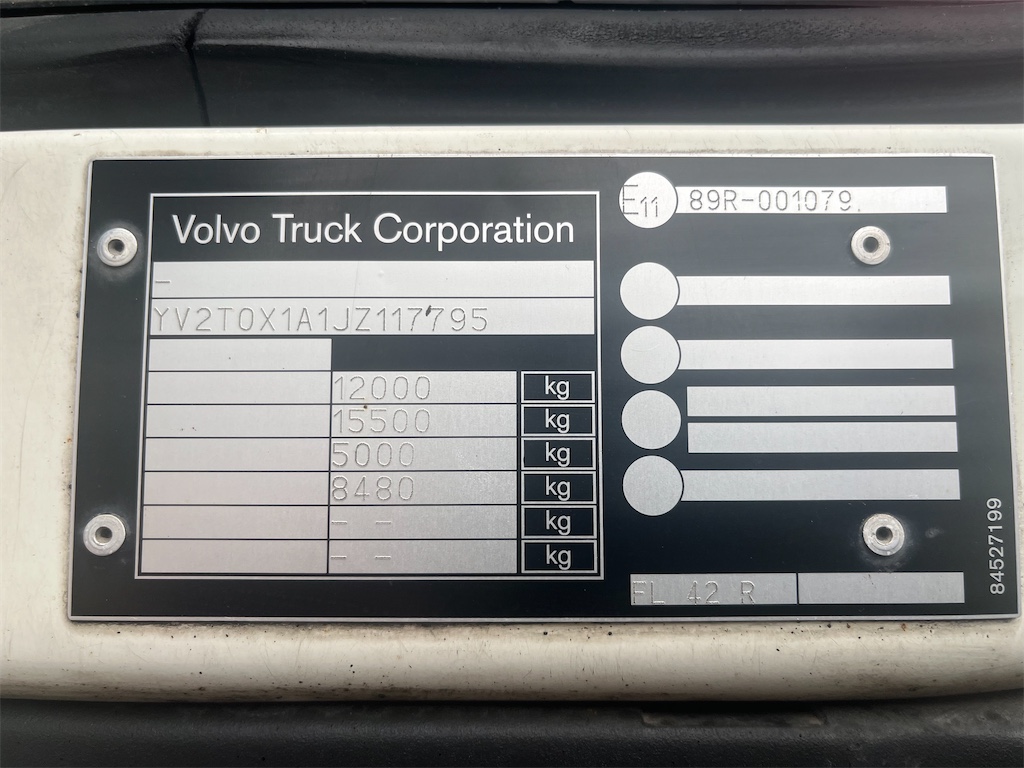 Volvo Truck Corporation
-
YV2T0X1A1JZ117795
12000 kg
15500 kg
5000 kg
8480 kg
- - kg
- - kg
E11 89R-001079.
FL 42 R
84527199